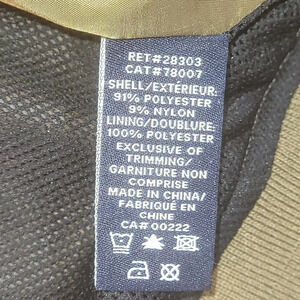 RET#28303
CAT#78007
SHELL/EXTÉRIEUR:
91% POLYESTER
9% NYLON
LINING/DOUBLURE:
100% POLYESTER
EXCLUSIVE OF
TRIMMING/
GARNITURE NON
COMPRISE
MADE IN CHINA/
FABRIQUÉ EN
CHINE
CA# 00222